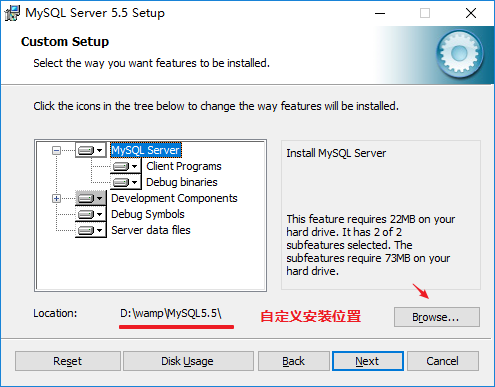 MySQL Server 5.5 Setup
Custom Setup
Select the way you want features to be installed.
Click the icons in the tree below to change the way features will be installed.
MySQL Server
Client Programs
Debug binaries
Development Components
Debug Symbols
Server data files
Install MySQL Server
This feature requires 22MB on your
hard drive. It has 2 of 2
subfeatures selected. The
subfeatures require 73MB on your
hard drive.
Location:
D:\wamp\MySQL5.5\
自定义安装位置
Browse...
Reset
Disk Usage
Back
Next
Cancel